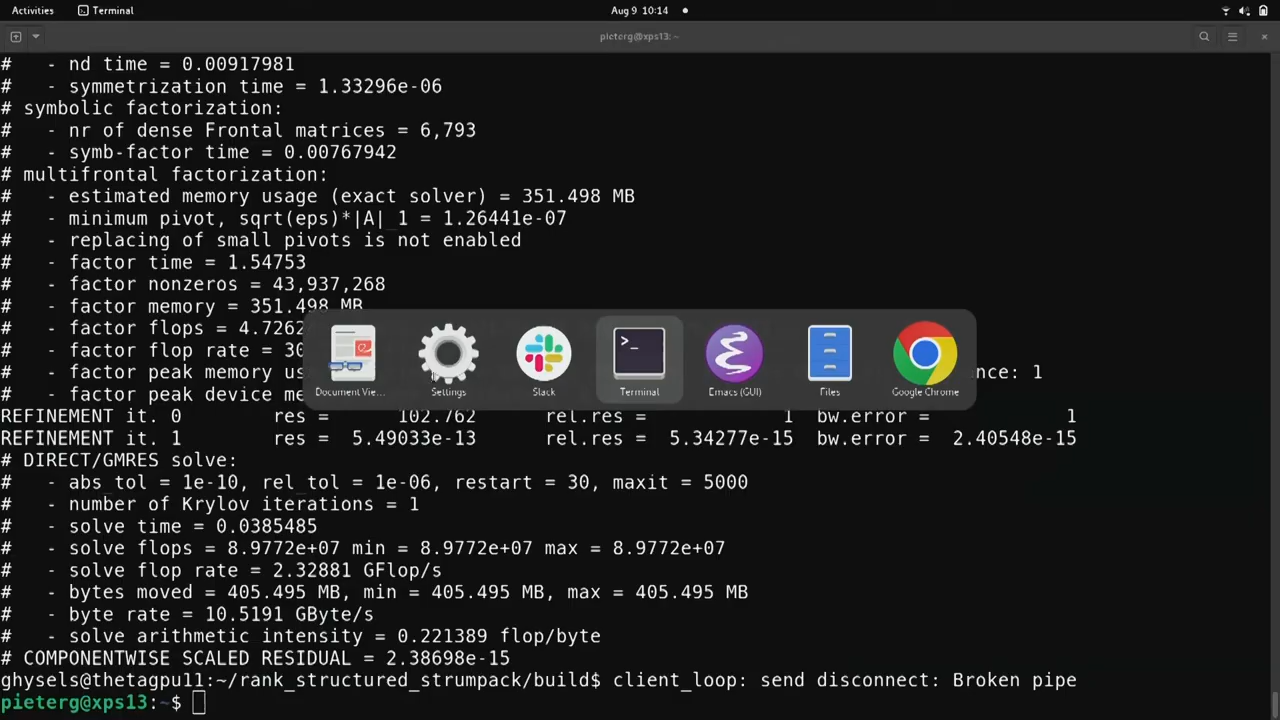 Activities Terminal Aug 9 10:14
pieterg@xps13: ~
# - nd time = 0.00917981
# - symmetrization time = 1.33296e-06
# symbolic factorization:
# - nr of dense Frontal matrices = 6,793
# - symb-factor time = 0.00767942
# multifrontal factorization:
# - estimated memory usage (exact solver) = 351.498 MB
# - minimum pivot, sqrt(eps)*|A|_1 = 1.26441e-07
# - replacing of small pivots is not enabled
# - factor time = 1.54753
# - factor nonzeros = 43,937,268
# - factor memory = 351.498 MB
# - factor flops = 4.7262
# - factor flop rate = 30
# - factor peak memory us nce: 1
# - factor peak device me
Document Vie... Settings Slack Terminal Emacs (GUI) Files Google Chrome
REFINEMENT it. 0 res = 102.762 rel.res = 1 bw.error = 1
REFINEMENT it. 1 res = 5.49033e-13 rel.res = 5.34277e-15 bw.error = 2.40548e-15
# DIRECT/GMRES solve:
# - abs_tol = 1e-10, rel_tol = 1e-06, restart = 30, maxit = 5000
# - number of Krylov iterations = 1
# - solve time = 0.0385485
# - solve flops = 8.9772e+07 min = 8.9772e+07 max = 8.9772e+07
# - solve flop rate = 2.32881 GFlop/s
# - bytes moved = 405.495 MB, min = 405.495 MB, max = 405.495 MB
# - byte rate = 10.5191 GByte/s
# - solve arithmetic intensity = 0.221389 flop/byte
# COMPONENTWISE SCALED RESIDUAL = 2.38698e-15
ghysels@thetagpu11:~/rank_structured_strumpack/build$ client_loop: send disconnect: Broken pipe
pieterg@xps13:~$